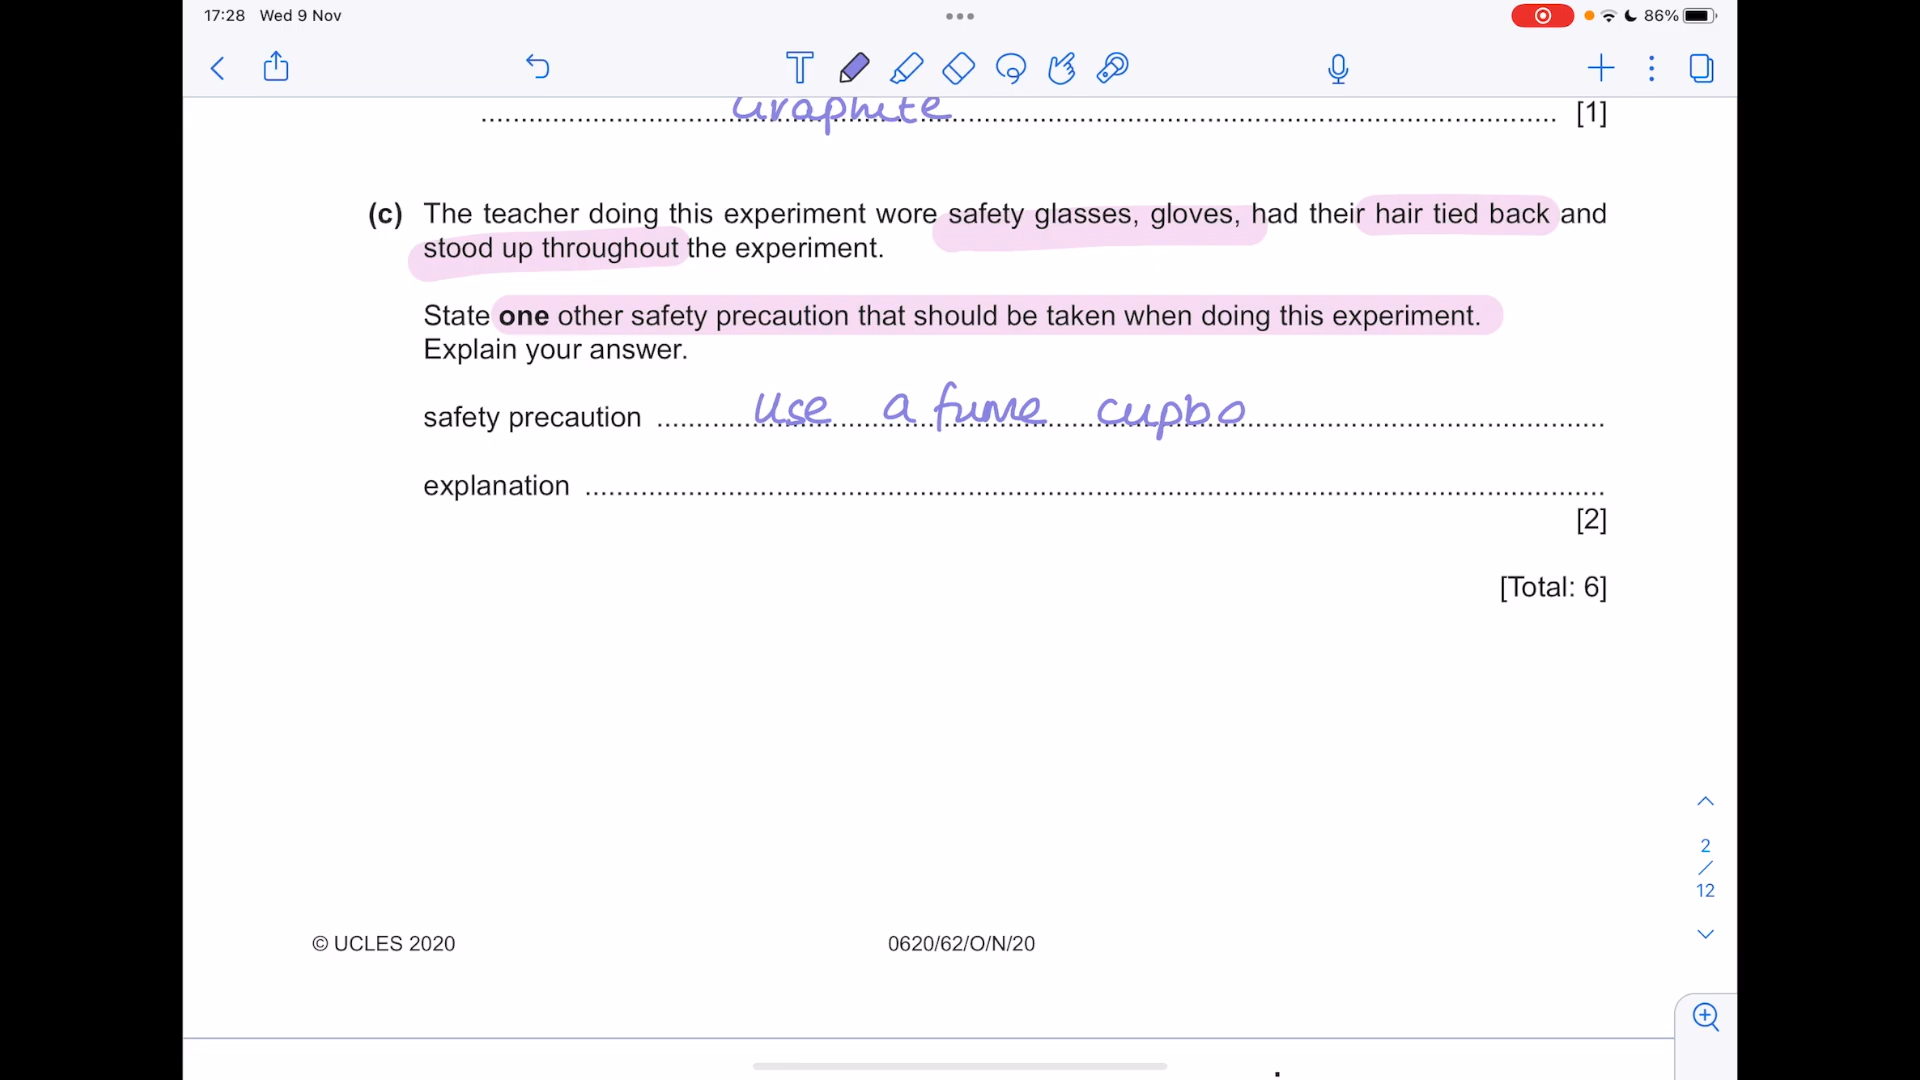 17:28 Wed 9 Nov
86%
Graphite
[1]
(c) The teacher doing this experiment wore safety glasses, gloves, had their hair tied back and
stood up throughout the experiment.
State one other safety precaution that should be taken when doing this experiment.
Explain your answer.
safety precaution use a fume cupbo
explanation
[2]
[Total: 6]
2
/
12
© UCLES 2020
0620/62/O/N/20